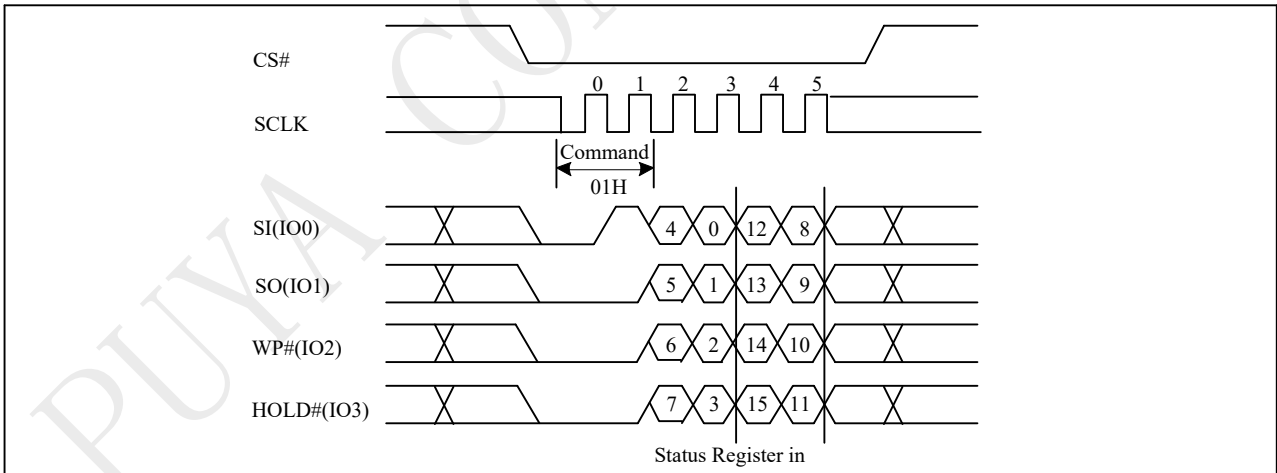 CS#
0 1 2 3 4 5
SCLK
Command
01H
SI(IO0) 4 0 12 8
SO(IO1) 5 1 13 9
WP#(IO2) 6 2 14 10
HOLD#(IO3) 7 3 15 11
Status Register in
PUYA